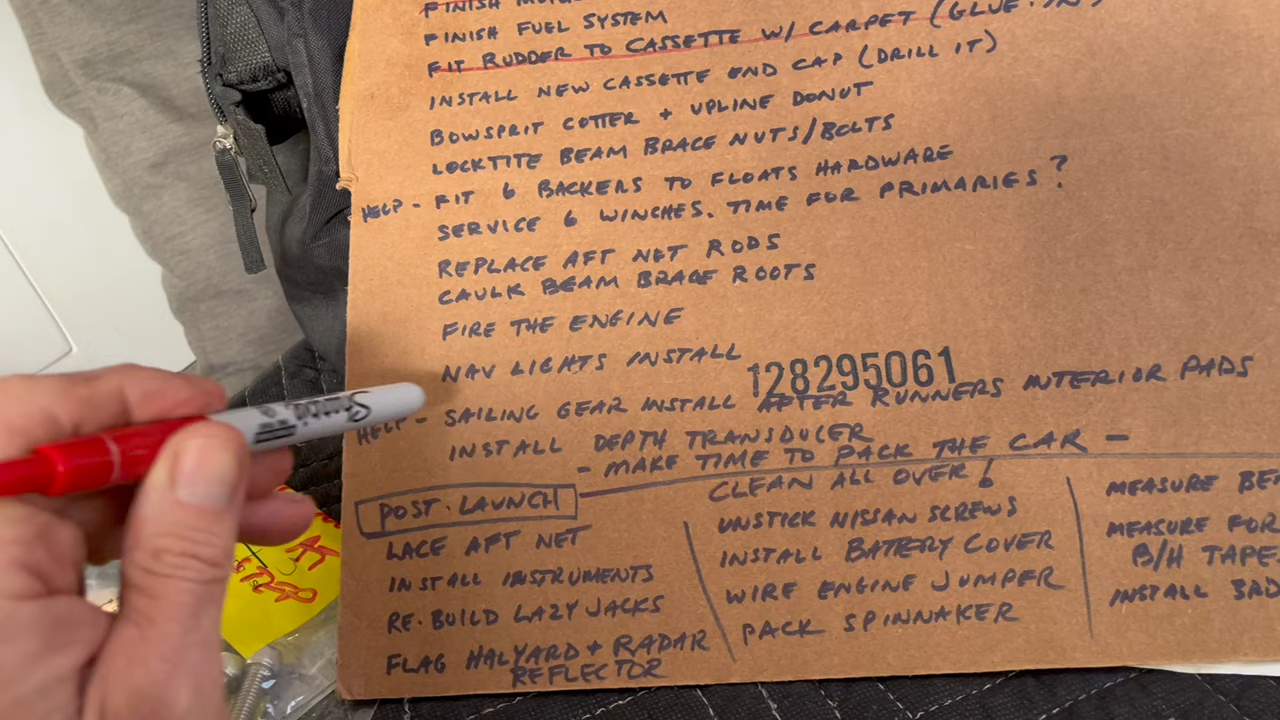 FINISH
FINISH FUEL SYSTEM
FIT RUDDER TO CASSETTE W/ CARPET (GLUE.
INSTALL NEW CASSETTE END CAP (DRILL IT)
BOWSPRIT COTTER + UPLINE DONUT
LOCKTITE BEAM BRACE NUTS/BOLTS
HELP - FIT 6 BACKERS TO FLOATS HARDWARE
SERVICE 6 WINCHES. TIME FOR PRIMARIES?
REPLACE AFT NET RODS
CAULK BEAM BRACE ROOTS
FIRE THE ENGINE
NAV LIGHTS INSTALL
128295061
HELP - SAILING GEAR INSTALL AFTER RUNNERS INTERIOR PADS
INSTALL DEPTH TRANSDUCER
- MAKE TIME TO PACK THE CAR -
POST.LAUNCH
LACE AFT NET
INSTALL INSTRUMENTS
RE.BUILD LAZY JACKS
FLAG HALYARD + RADAR
REFLECTOR
CLEAN ALL OVER!
UNSTICK NISSAN SCREWS
INSTALL BATTERY COVER
WIRE ENGINE JUMPER
PACK SPINNAKER
MEASURE
MEASURE FOR
B/H TAPE
INSTALL
Sharpie